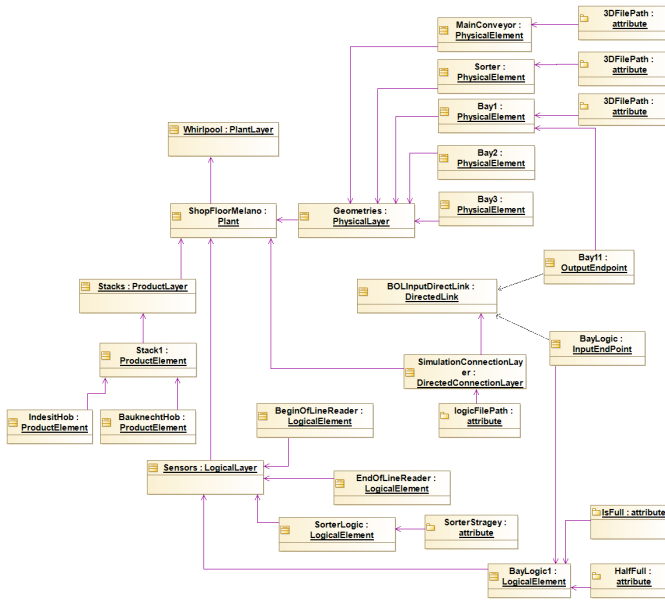 MainConveyor :
PhysicalElement
3DFilePath :
attribute
Sorter :
PhysicalElement
3DFilePath :
attribute
Bay1 :
PhysicalElement
3DFilePath :
attribute
Whirlpool : PlantLayer
Bay2 :
PhysicalElement
Bay3 :
PhysicalElement
ShopFloorMelano :
Plant
Geometries :
PhysicalLayer
Bay11 :
OutputEndpoint
Stacks : ProductLayer
BOLInputDirectLink :
DirectedLink
BayLogic :
InputEndPoint
Stack1 :
ProductElement
SimulationConnectionLay
er :
DirectedConnectionLayer
IndesitHob :
ProductElement
BauknechtHob :
ProductElement
BeginOfLineReader :
LogicalElement
logicFilePath :
attribute
Sensors : LogicalLayer
EndOfLineReader :
LogicalElement
SorterLogic :
LogicalElement
SorterStragey :
attribute
IsFull : attribute
BayLogic1 :
LogicalElement
HalfFull :
attribute